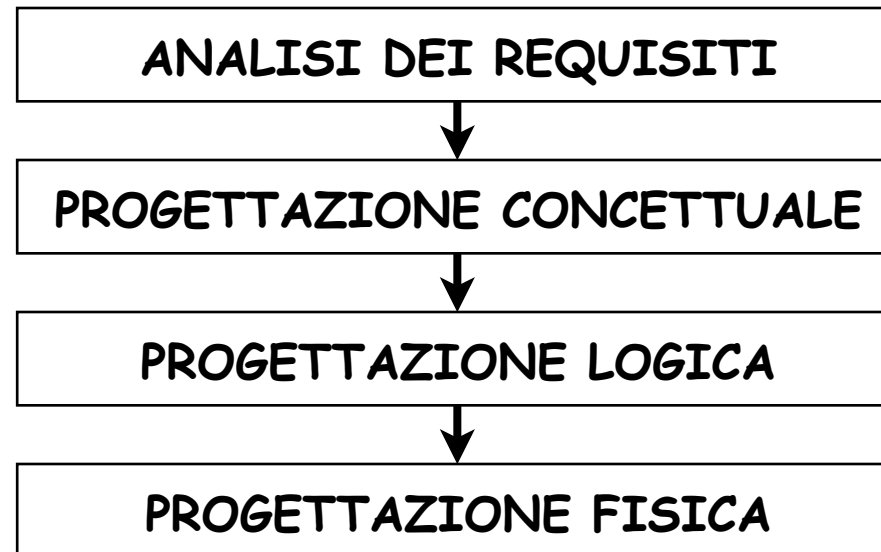 ANALISI DEI REQUISITI
PROGETTAZIONE CONCETTUALE
PROGETTAZIONE LOGICA
PROGETTAZIONE FISICA